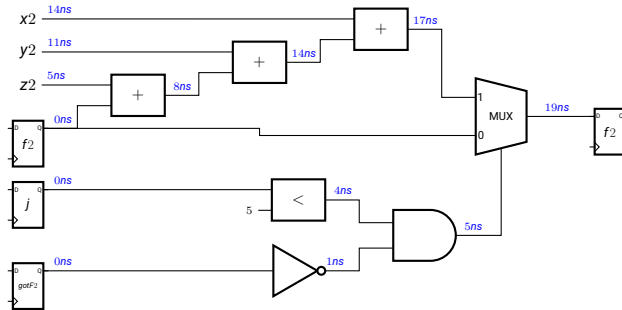 x2 14ns
+ 17ns
y2 11ns
+ 14ns
z2 5ns
+ 8ns
1
MUX 19ns
0
D Q 0ns
f2
D Q
f2
D Q 0ns
j
< 4ns
5
5ns
D Q 0ns
gotF2
1ns